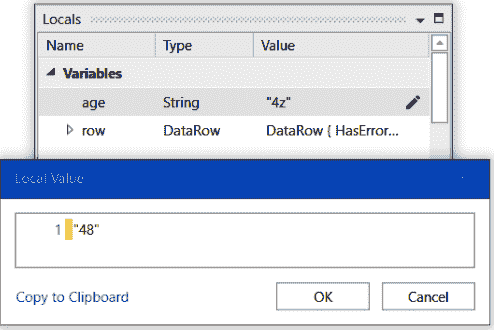 Locals
Name Type Value
Variables
age String "4z"
row DataRow DataRow { HasError...
Local Value
1 "48"
Copy to Clipboard OK Cancel